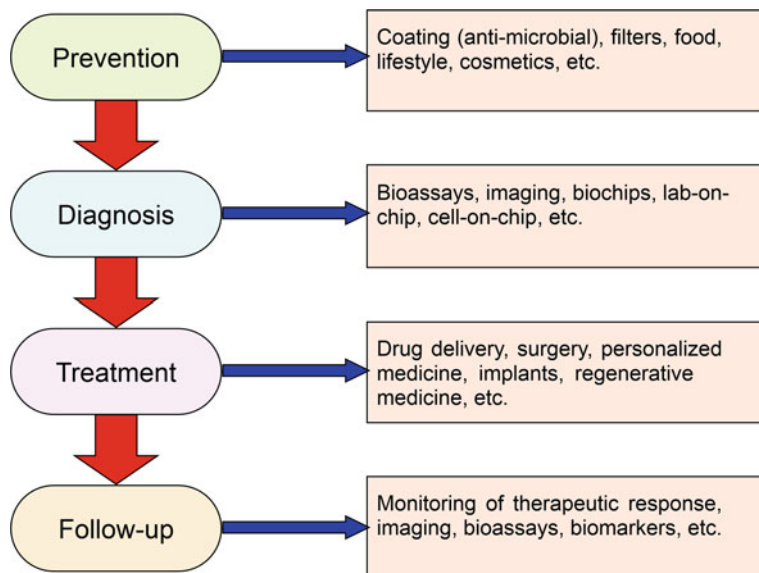 Prevention
Coating (anti-microbial), filters, food,
lifestyle, cosmetics, etc.
Diagnosis
Bioassays, imaging, biochips, lab-on-
chip, cell-on-chip, etc.
Treatment
Drug delivery, surgery, personalized
medicine, implants, regenerative
medicine, etc.
Follow-up
Monitoring of therapeutic response,
imaging, bioassays, biomarkers, etc.